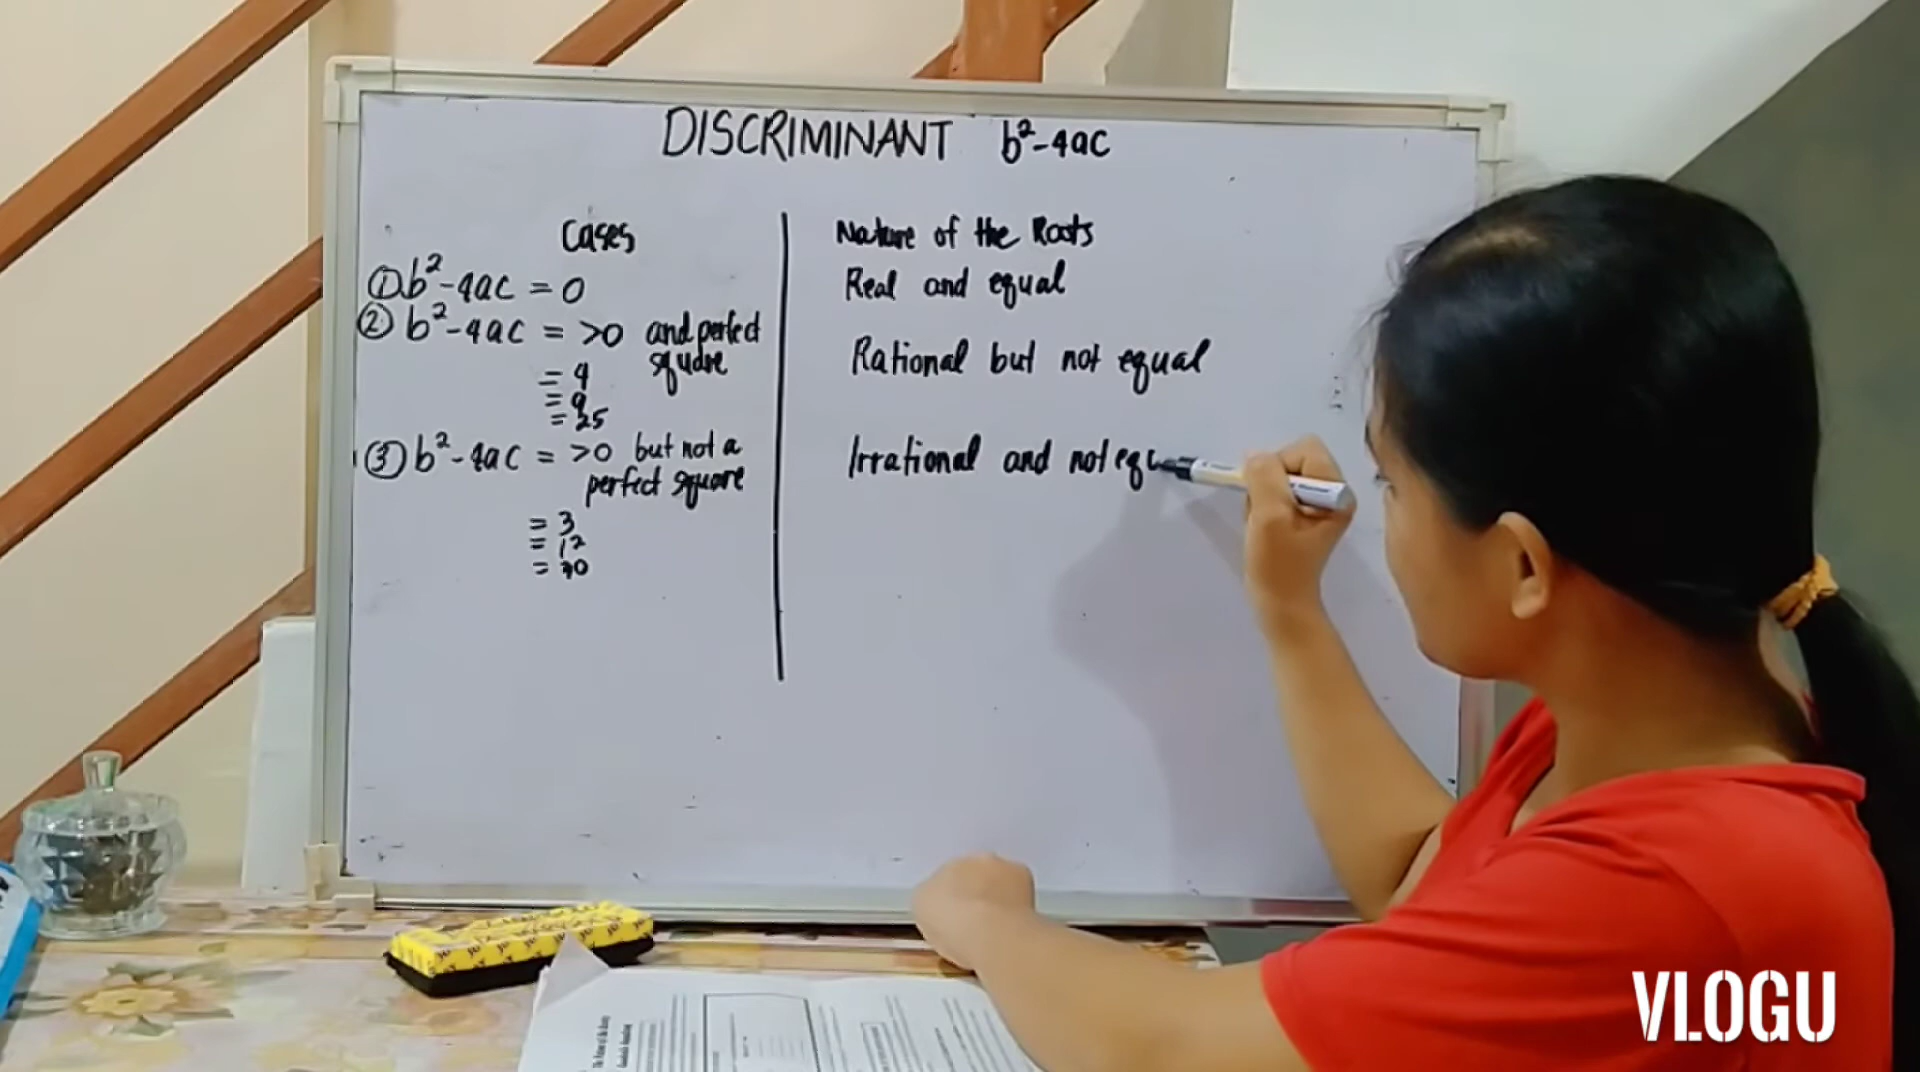 DISCRIMINANT b²-4ac
Cases
Nature of the Roots
① b²-4ac = 0
Real and equal
② b²-4ac = >0 and perfect
square
Rational but not equal
= 4
= 9
= 25
③ b²-4ac = >0 but not a
perfect square
Irrational and not equ
= 3
= 12
VLOGU